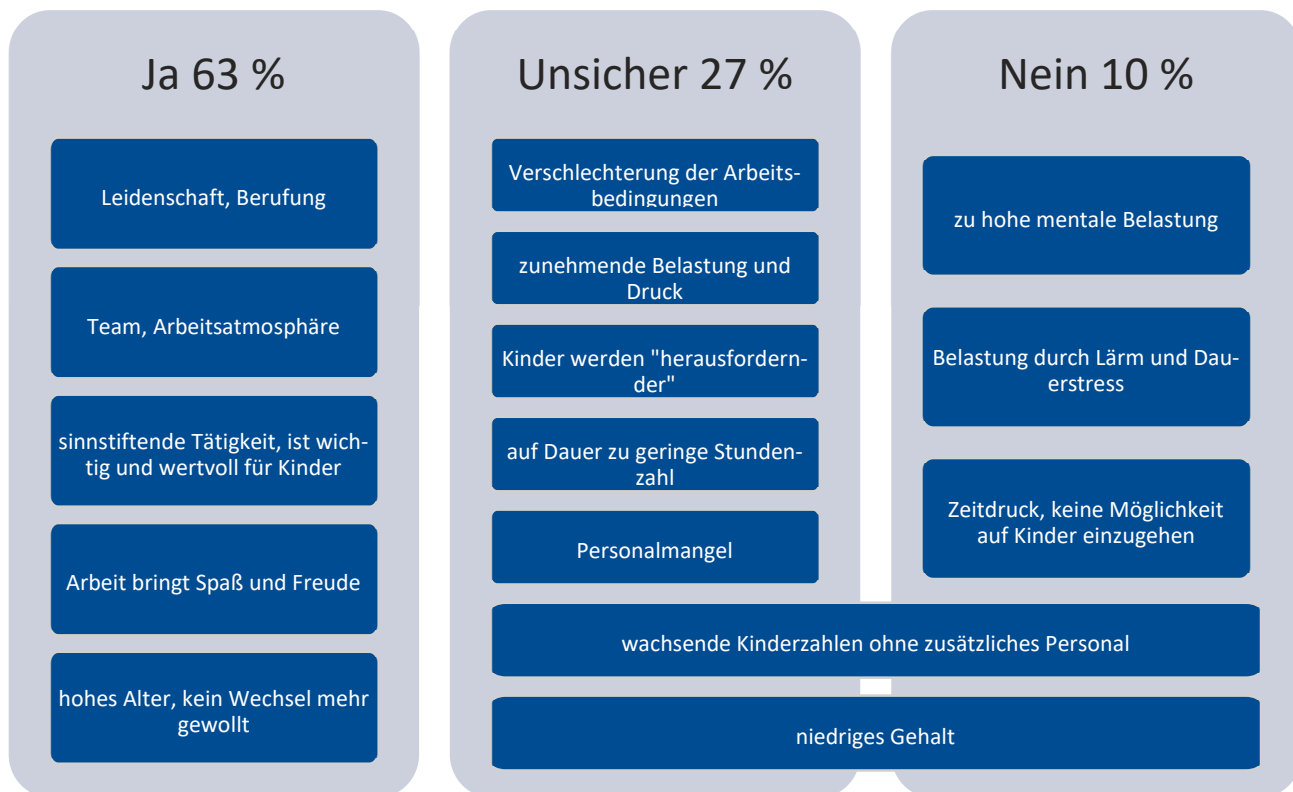 Ja 63 %
Leidenschaft, Berufung
Team, Arbeitsatmosphäre
sinnstiftende Tätigkeit, ist wich-
tig und wertvoll für Kinder
Arbeit bringt Spaß und Freude
hohes Alter, kein Wechsel mehr
gewollt
Unsicher 27 %
Verschlechterung der Arbeits-
bedingungen
zunehmende Belastung und
Druck
Kinder werden "herausfordern-
der"
auf Dauer zu geringe Stunden-
zahl
Personalmangel
Nein 10 %
zu hohe mentale Belastung
Belastung durch Lärm und Dau-
erstress
Zeitdruck, keine Möglichkeit
auf Kinder einzugehen
wachsende Kinderzahlen ohne zusätzliches Personal
niedriges Gehalt